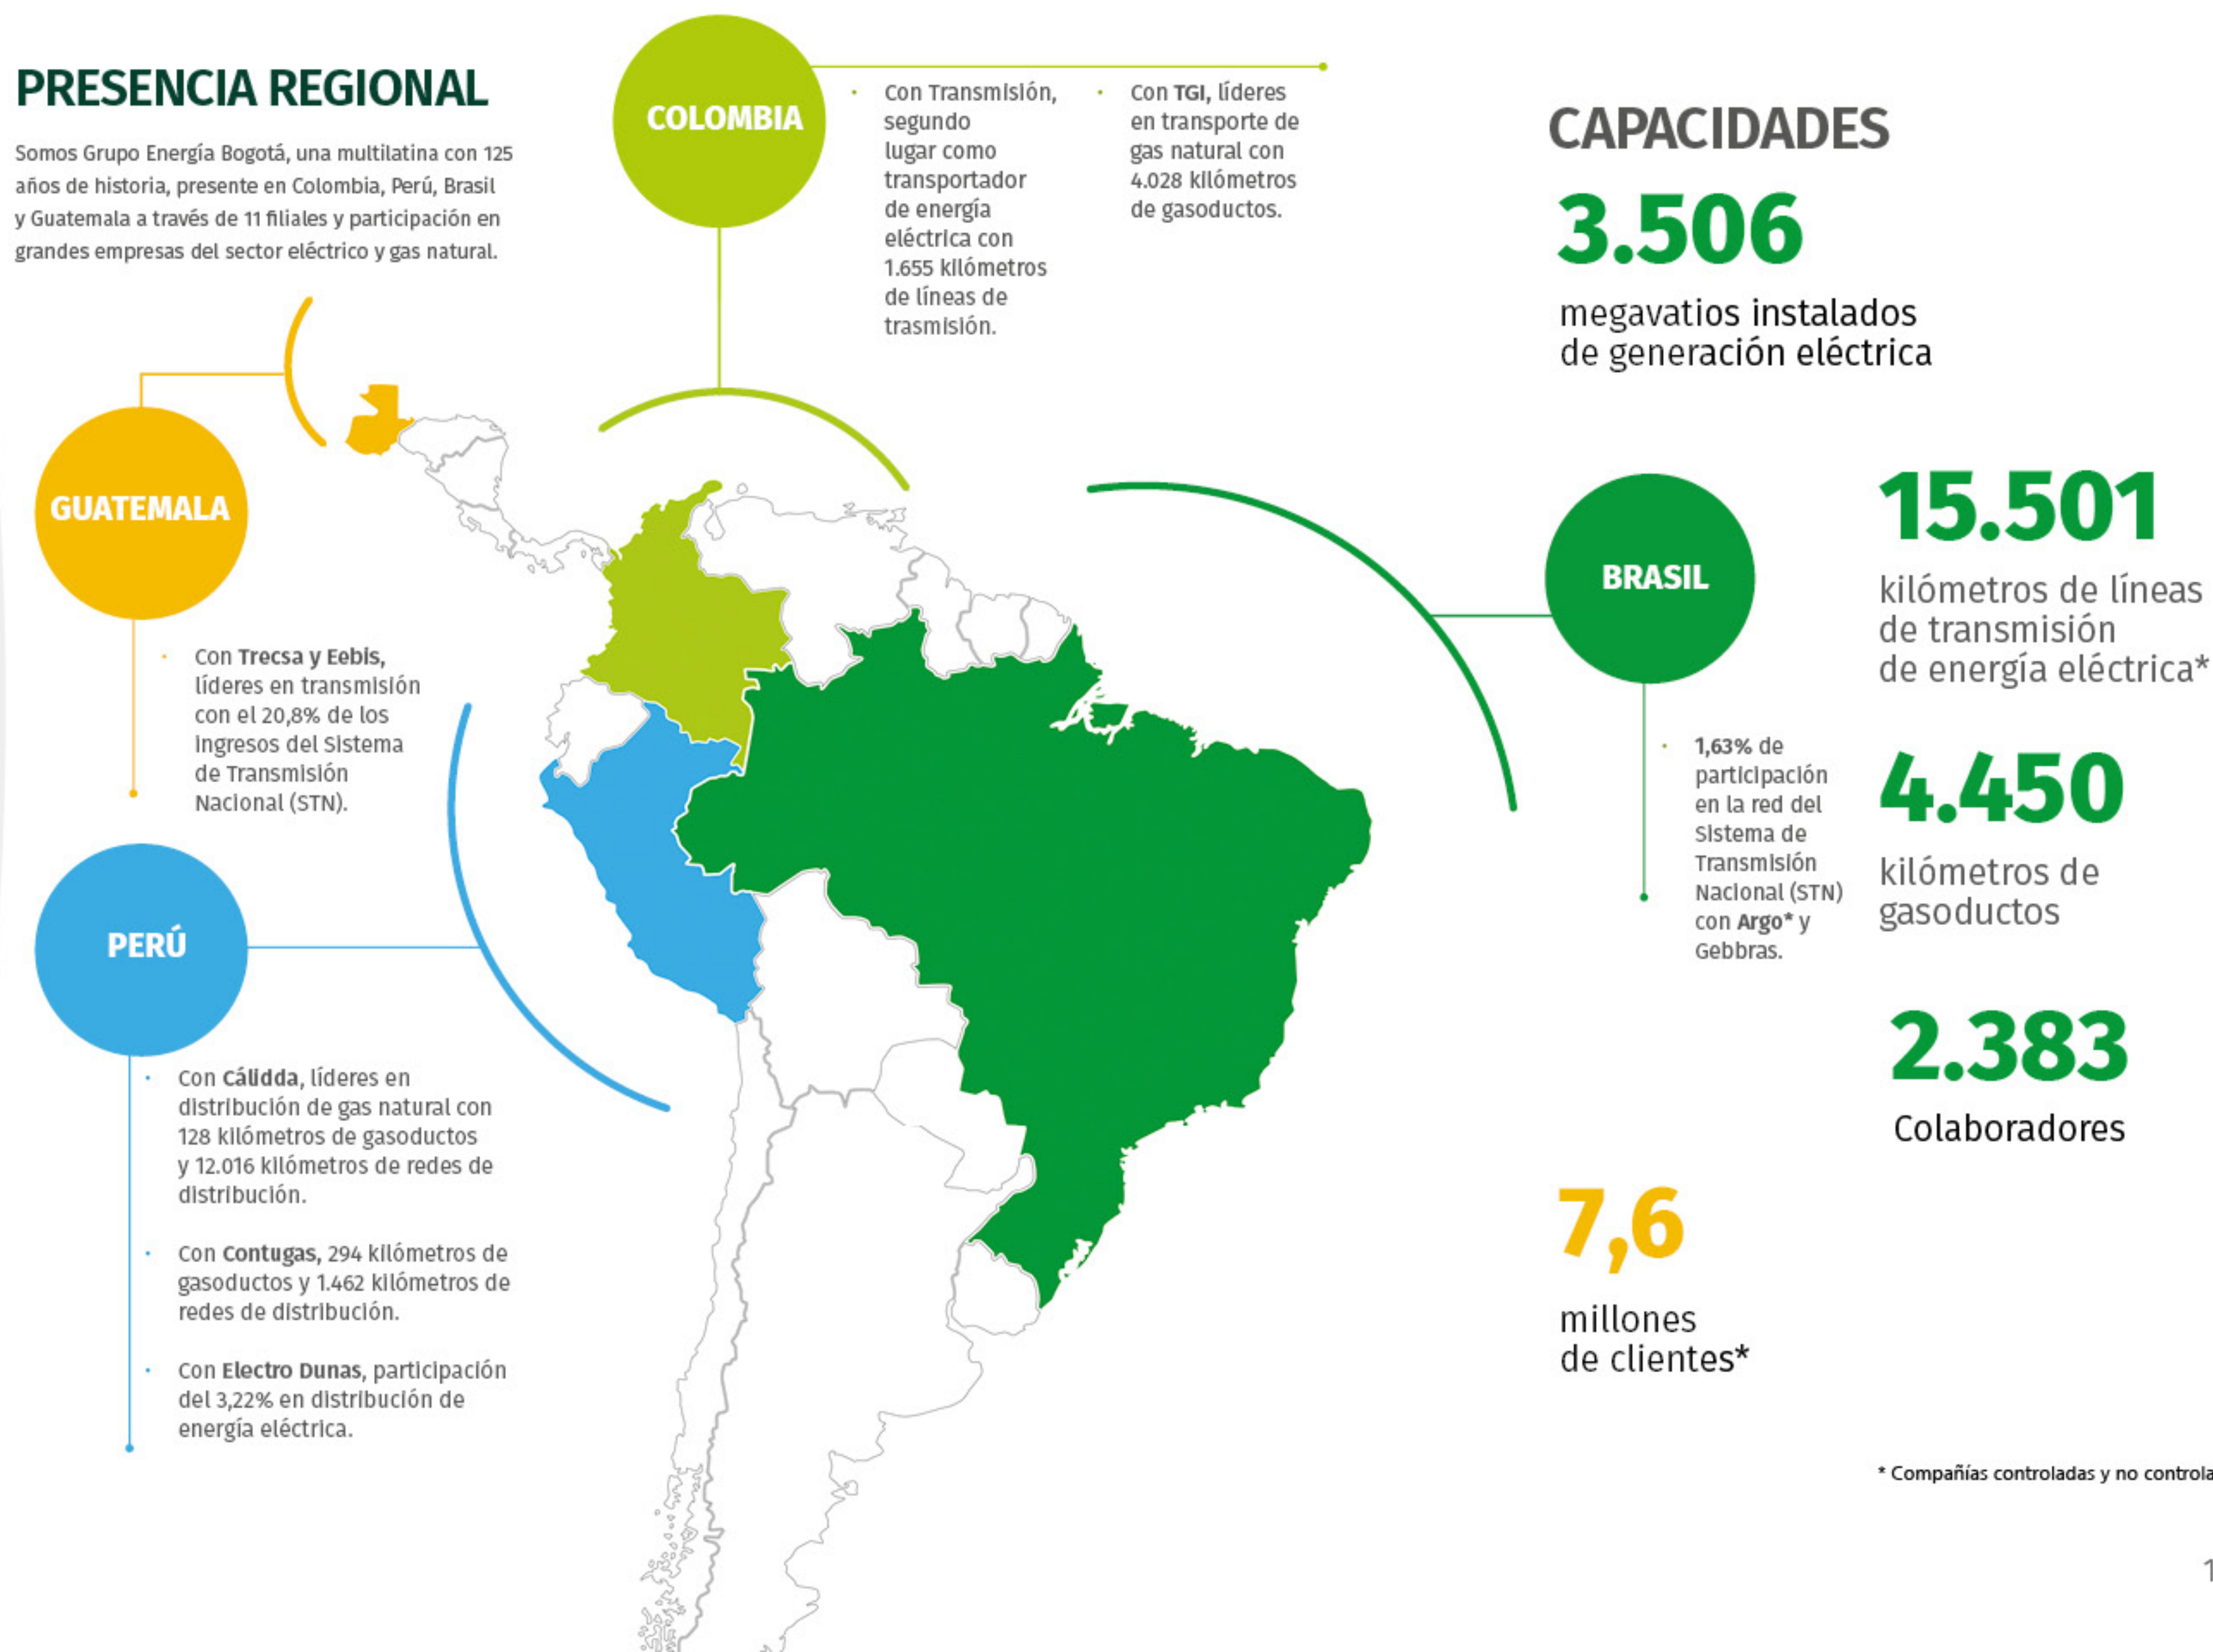 PRESENCIA REGIONAL
Somos Grupo Energía Bogotá, una multilatina con 125
años de historia, presente en Colombia, Perú, Brasil
y Guatemala a través de 11 filiales y participación en
grandes empresas del sector eléctrico y gas natural.
COLOMBIA
• Con Transmisión,
segundo
lugar como
transportador
de energía
eléctrica con
1.655 kilómetros
de líneas de
trasmisión.
• Con TGI, líderes
en transporte de
gas natural con
4.028 kilómetros
de gasoductos.
GUATEMALA
• Con Trecsa y Eebis,
líderes en transmisión
con el 20,8% de los
ingresos del Sistema
de Transmisión
Nacional (STN).
PERÚ
• Con Cálidda, líderes en
distribución de gas natural con
128 kilómetros de gasoductos
y 12.016 kilómetros de redes de
distribución.
• Con Contugas, 294 kilómetros de
gasoductos y 1.462 kilómetros de
redes de distribución.
• Con Electro Dunas, participación
del 3,22% en distribución de
energía eléctrica.
BRASIL
• 1,63% de
participación
en la red del
Sistema de
Transmisión
Nacional (STN)
con Argo* y
Gebbras.
CAPACIDADES
3.506
megavatios instalados
de generación eléctrica
15.501
kilómetros de líneas
de transmisión
de energía eléctrica*
4.450
kilómetros de
gasoductos
2.383
Colaboradores
7,6
millones
de clientes*
* Compañías controladas y no controla
1